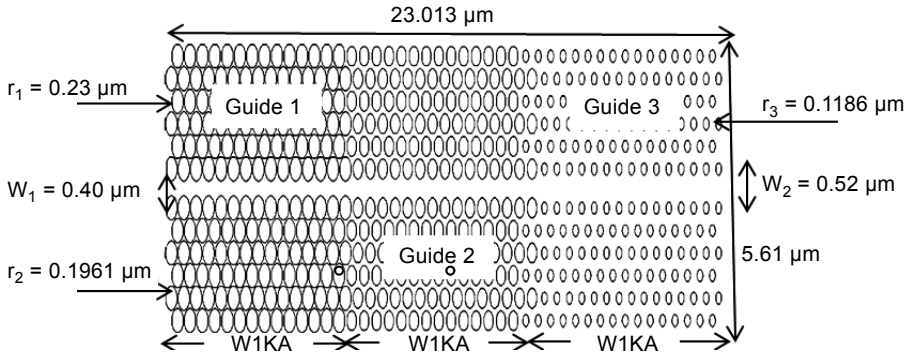 23.013 µm
r1 = 0.23 µm
Guide 1
Guide 3
r3 = 0.1186 µm
W1 = 0.40 µm
W2 = 0.52 µm
Guide 2
5.61 µm
r2 = 0.1961 µm
W1KA
W1KA
W1KA